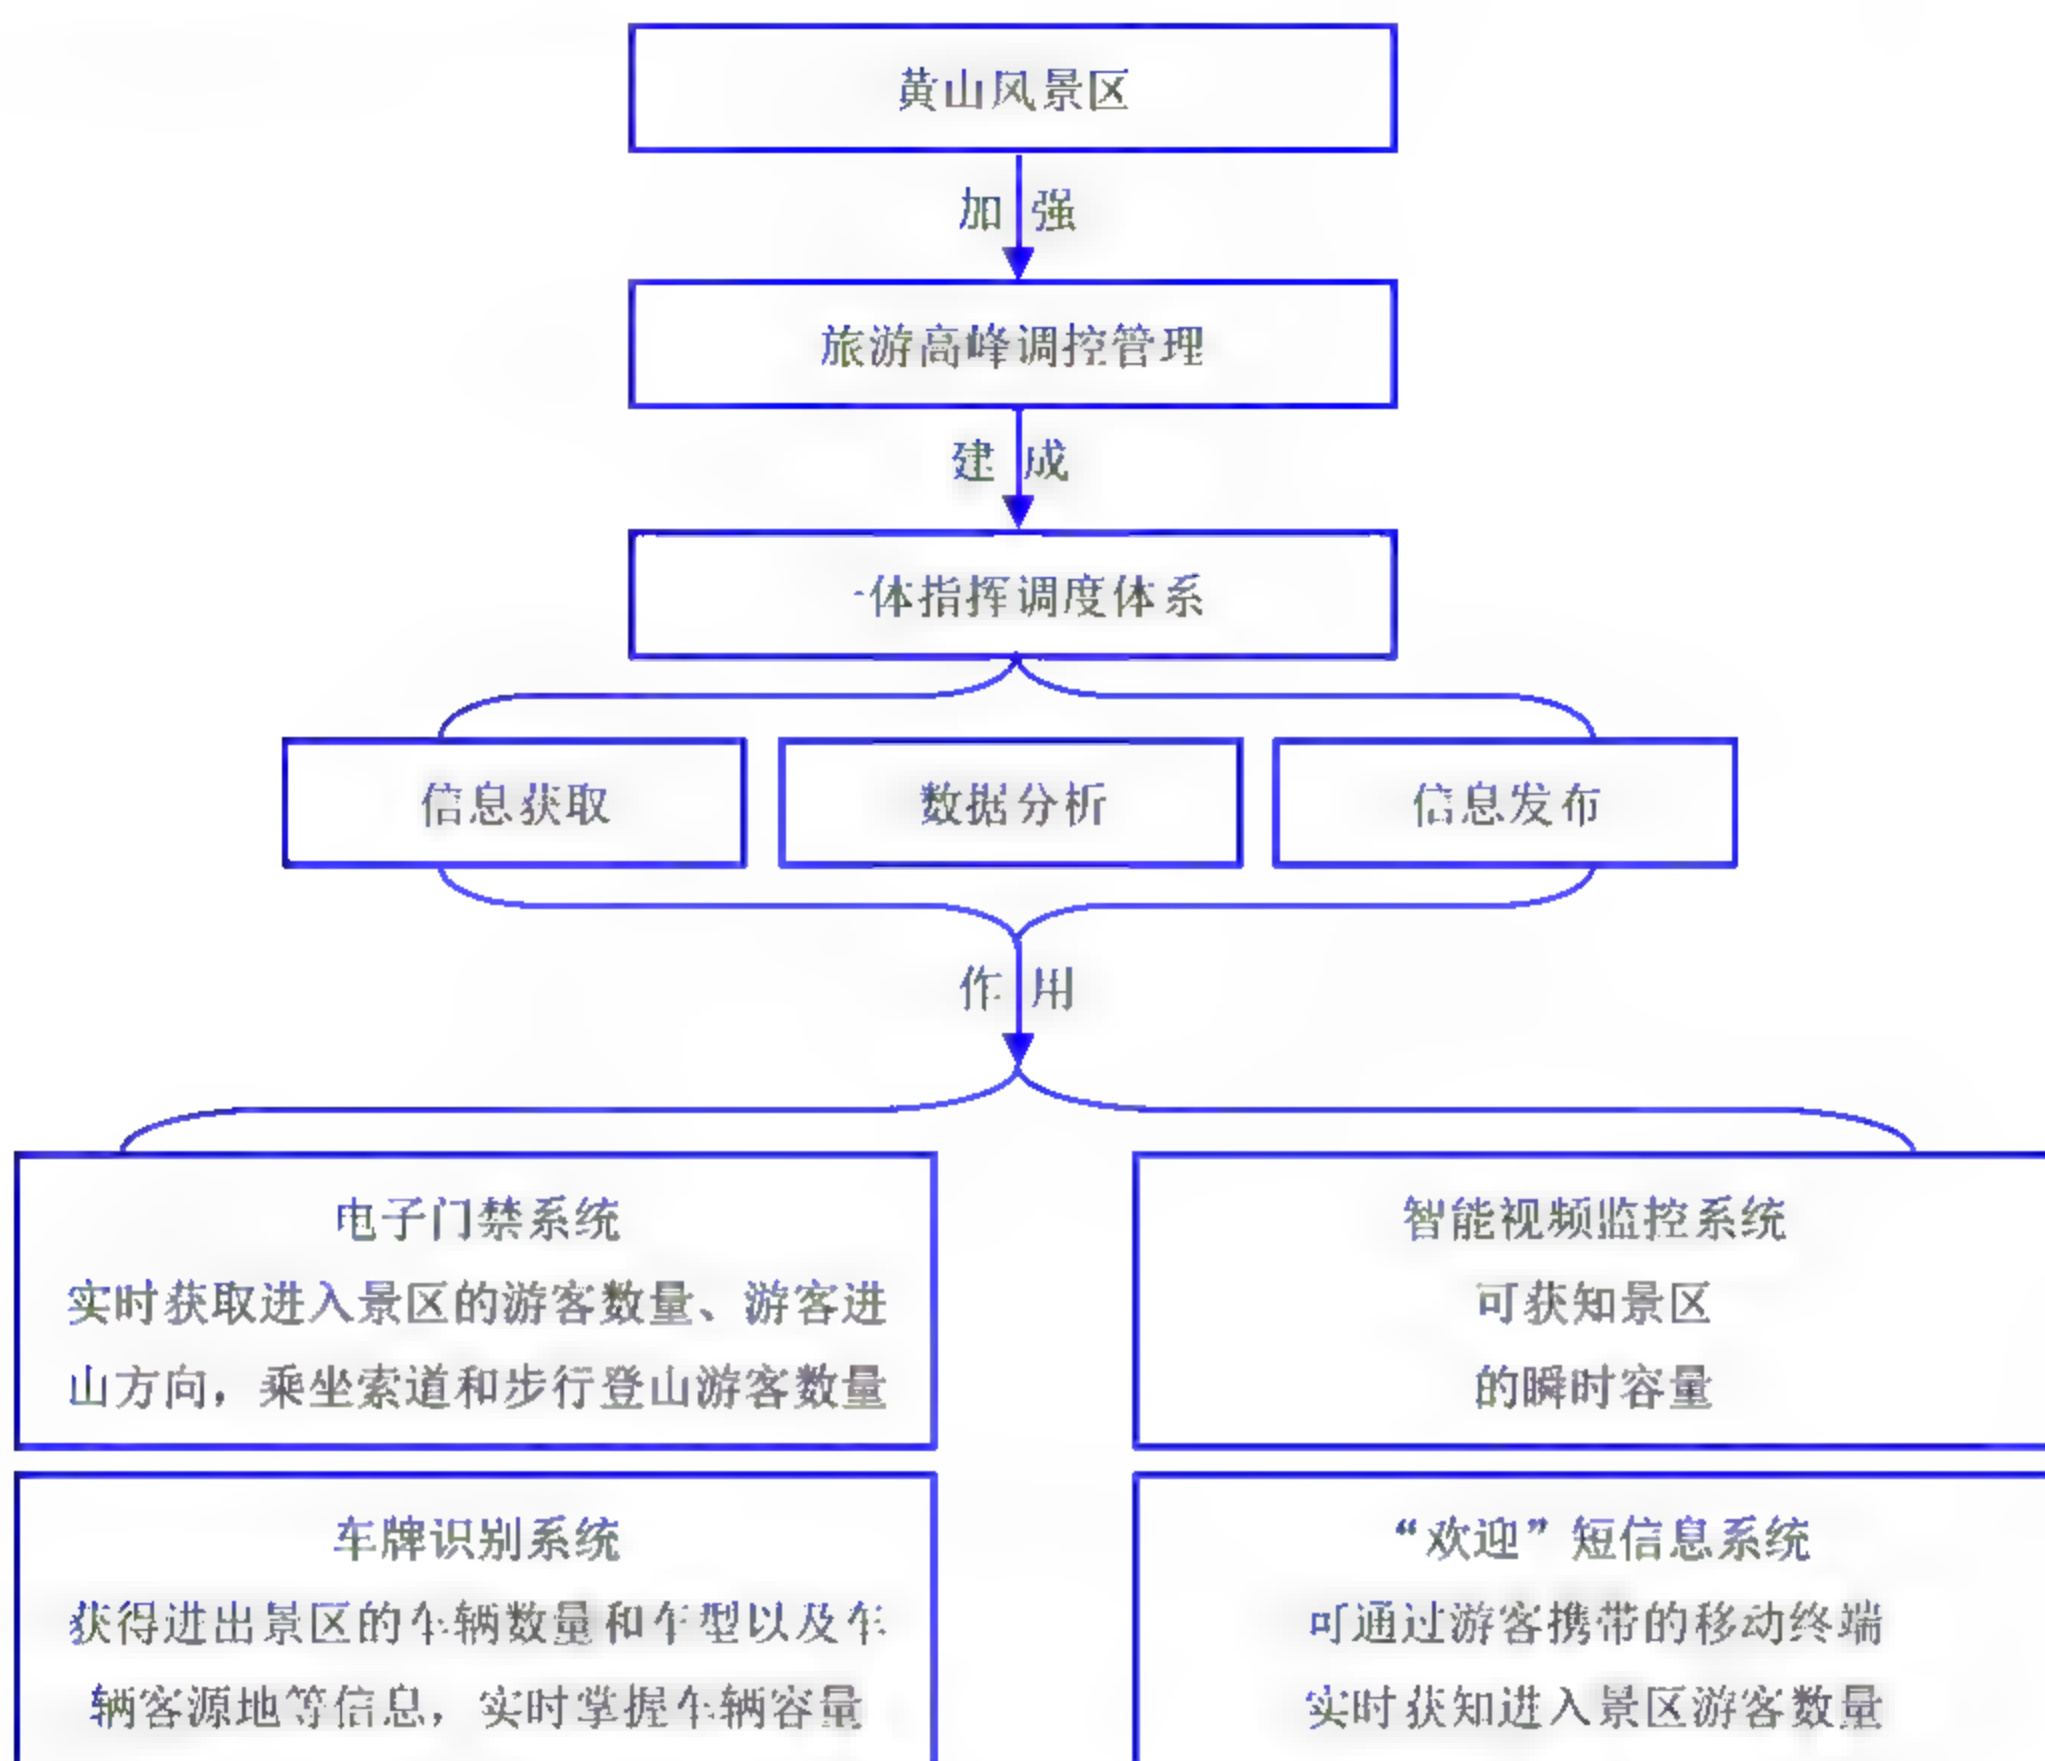 黄山风景区
加强
旅游高峰调控管理
建成
一体指挥调度体系
信息获取 数据分析 信息发布
作用
电子门禁系统
实时获取进入景区的游客数量、游客进
山方向，乘坐索道和步行登山游客数量
智能视频监控系统
可获知景区
的瞬时容量
车牌识别系统
获得进出景区的车辆数量和车型以及车
辆客源地等信息，实时掌握车辆容量
“欢迎”短信息系统
可通过游客携带的移动终端
实时获知进入景区游客数量